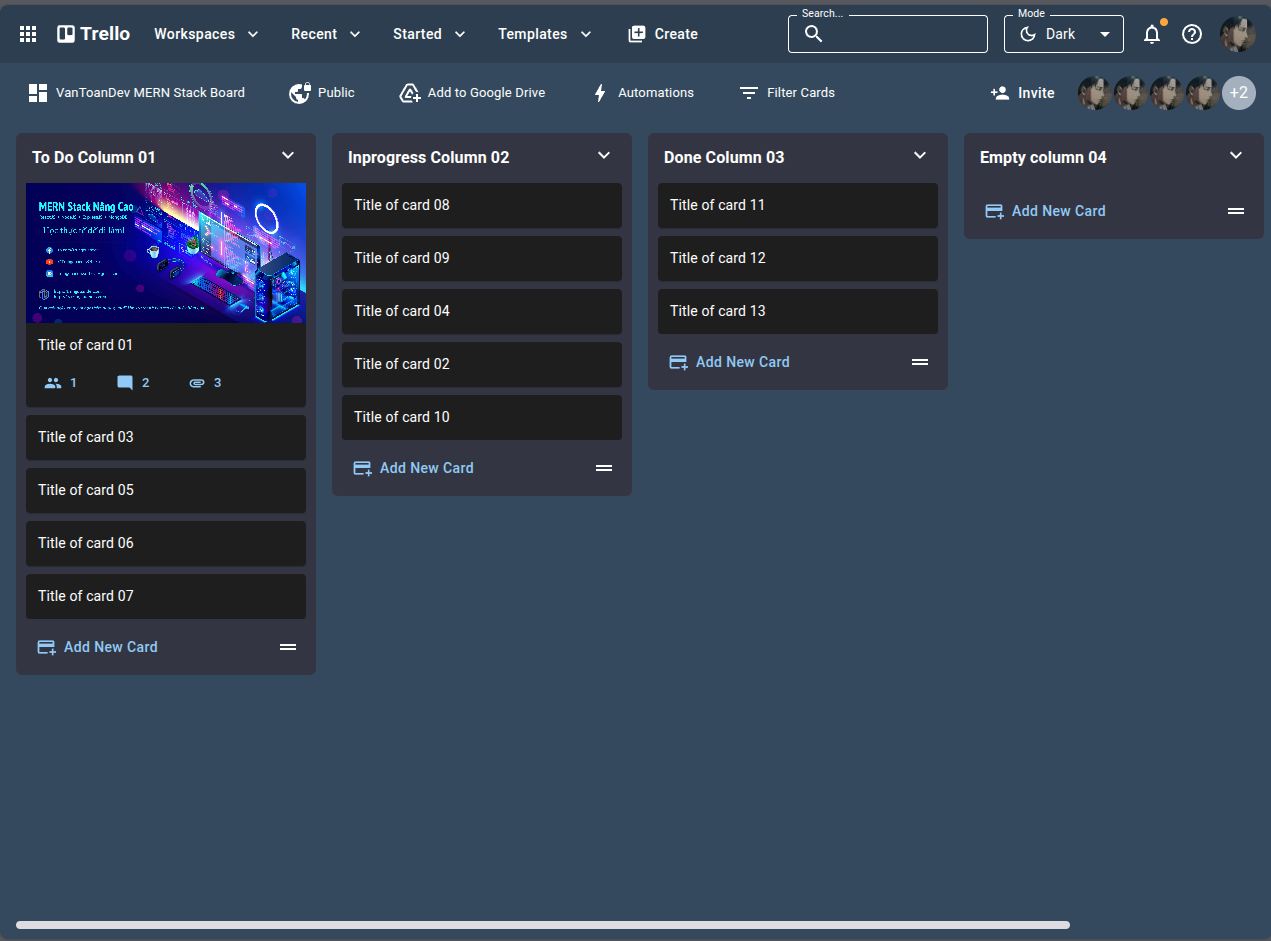 Trello
Workspaces
Recent
Started
Templates
Create
Search...
Mode
Dark
VanToanDev MERN Stack Board
Public
Add to Google Drive
Automations
Filter Cards
Invite
+2
To Do Column 01
MERN Stack Nâng Cao
Title of card 01
1
2
3
Title of card 03
Title of card 05
Title of card 06
Title of card 07
Add New Card
Inprogress Column 02
Title of card 08
Title of card 09
Title of card 04
Title of card 02
Title of card 10
Add New Card
Done Column 03
Title of card 11
Title of card 12
Title of card 13
Add New Card
Empty column 04
Add New Card